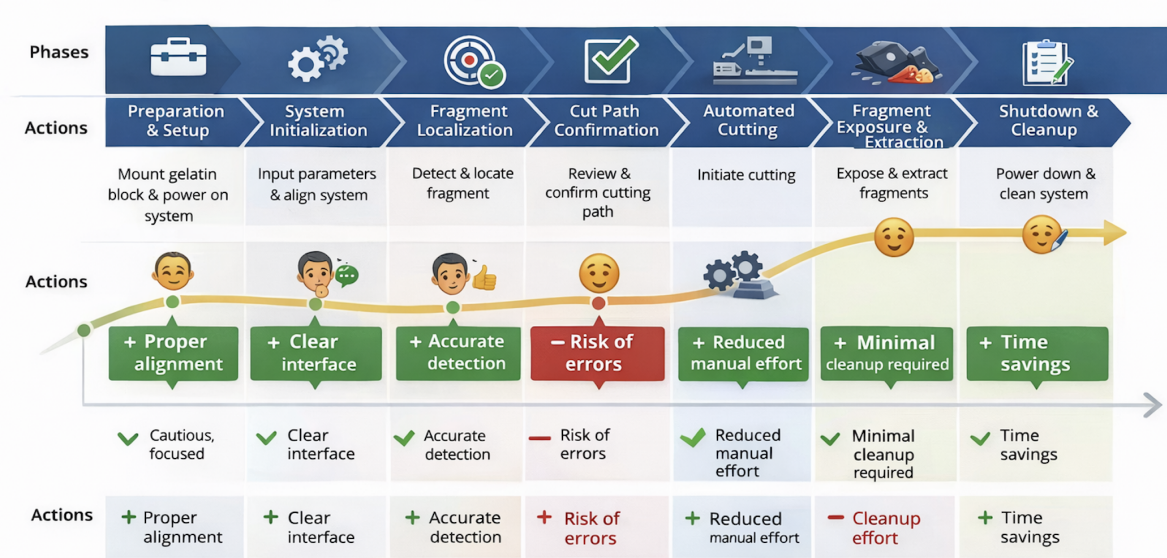 Phases
Actions
Preparation
& Setup
System
Initialization
Fragment
Localization
Cut Path
Confirmation
Automated
Cutting
Fragment
Exposure &
Extraction
Shutdown &
Cleanup
Mount gelatin
block & power on
system
Input parameters
& align system
Detect & locate
fragment
Review &
confirm cutting
path
Initiate cutting
Expose & extract
fragments
Power down &
clean system
Actions
+ Proper
alignment
+ Clear
interface
+ Accurate
detection
− Risk of
errors
+ Reduced
manual effort
+ Minimal
cleanup required
+ Time
savings
Cautious,
focused
Clear
interface
Accurate
detection
— Risk of
errors
Reduced
manual
effort
Minimal
cleanup
required
Time
savings
Actions
+ Proper
alignment
+ Clear
interface
+ Accurate
detection
+ Risk of
errors
+ Reduced
manual effort
− Cleanup
effort
+ Time
savings